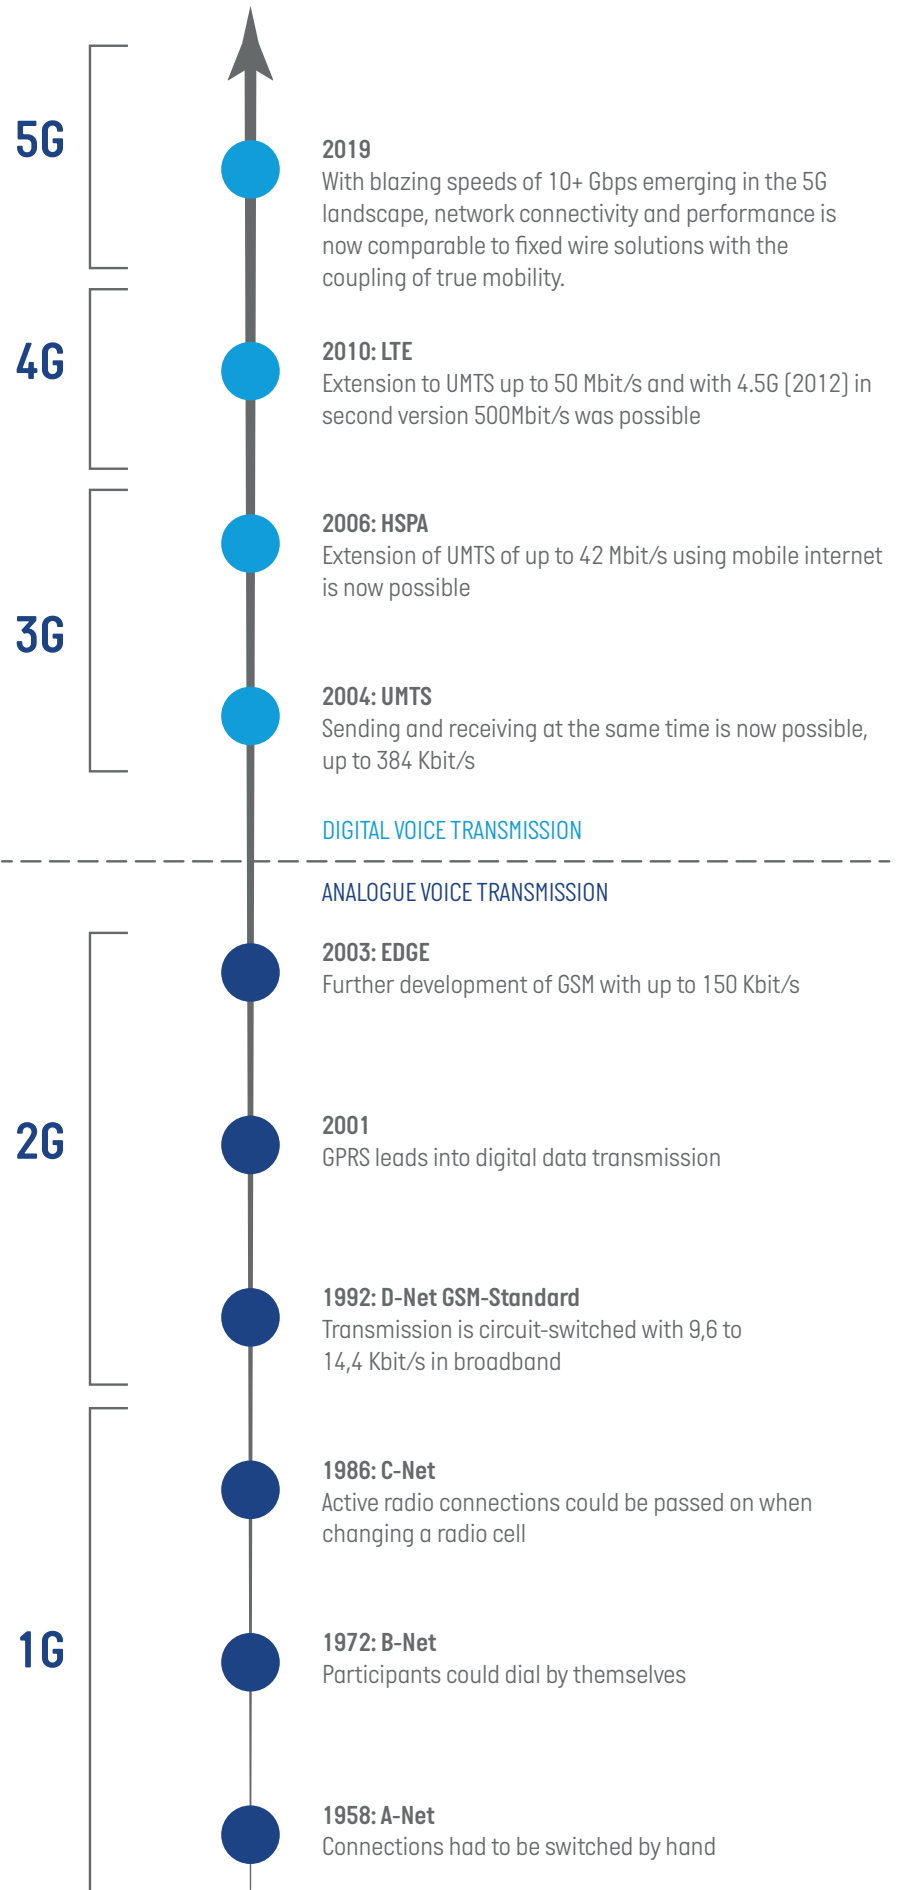 5G
2019
With blazing speeds of 10+ Gbps emerging in the 5G
landscape, network connectivity and performance is
now comparable to fixed wire solutions with the
coupling of true mobility.
4G
2010: LTE
Extension to UMTS up to 50 Mbit/s and with 4.5G (2012) in
second version 500Mbit/s was possible
3G
2006: HSPA
Extension of UMTS of up to 42 Mbit/s using mobile internet
is now possible
2004: UMTS
Sending and receiving at the same time is now possible,
up to 384 Kbit/s
DIGITAL VOICE TRANSMISSION
ANALOGUE VOICE TRANSMISSION
2G
2003: EDGE
Further development of GSM with up to 150 Kbit/s
2001
GPRS leads into digital data transmission
1992: D-Net GSM-Standard
Transmission is circuit-switched with 9,6 to
14,4 Kbit/s in broadband
1G
1986: C-Net
Active radio connections could be passed on when
changing a radio cell
1972: B-Net
Participants could dial by themselves
1958: A-Net
Connections had to be switched by hand